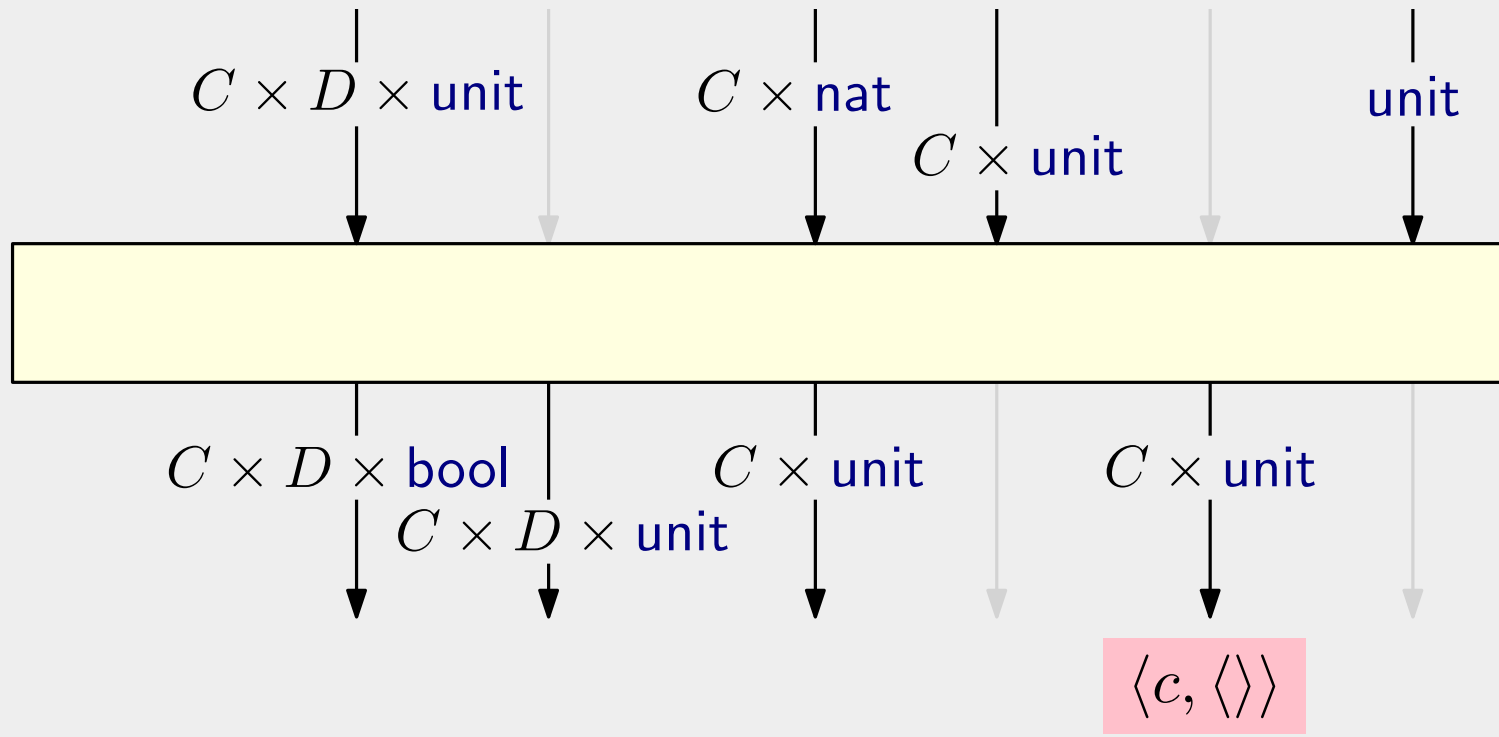 C × D × unit
C × nat
unit
C × unit
C × D × bool
C × unit
C × unit
C × D × unit
⟨c, ⟨⟩⟩